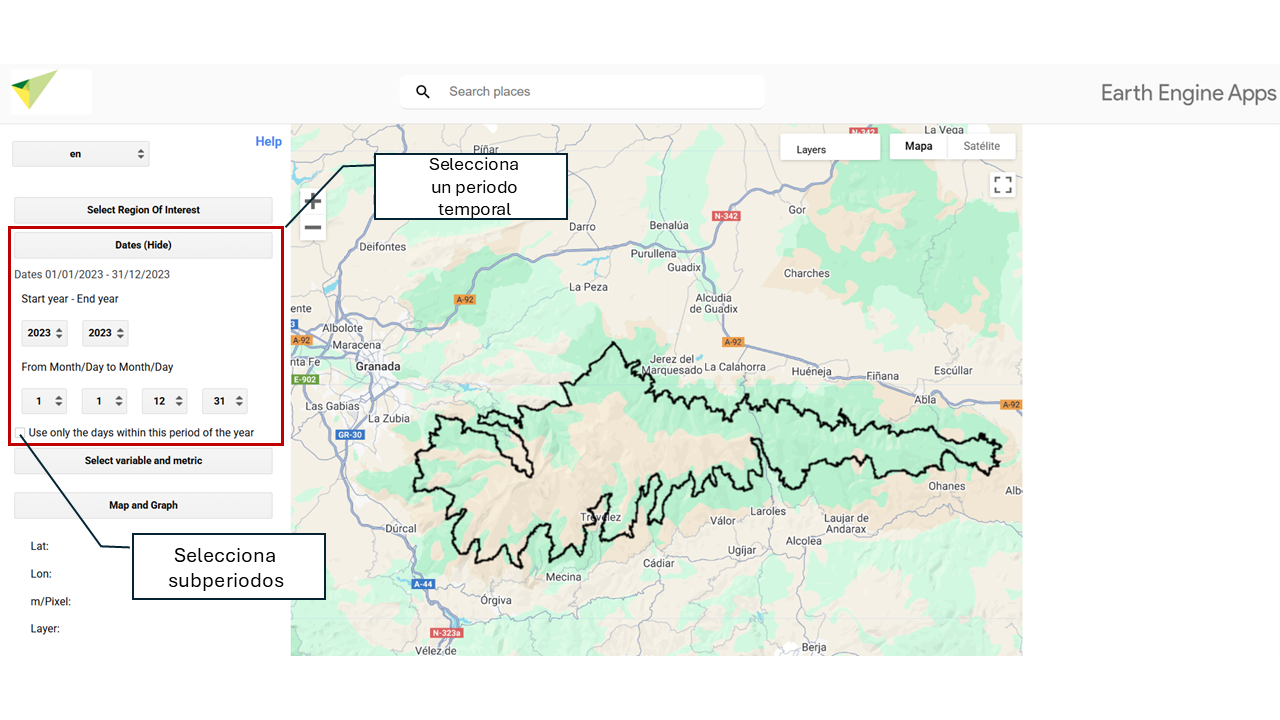 Search places
Earth Engine Apps
en
Help
Select Region Of Interest
Dates (Hide)
Dates 01/01/2023 - 31/12/2023
Start year - End year
2023 2023
From Month/Day to Month/Day
1 1 12 31
Use only the days within this period of the year
Select variable and metric
Map and Graph
Lat:
Lon:
m/Pixel:
Layer:
Selecciona
un periodo
temporal
Selecciona
subperiodos
Layers
Mapa Satélite
N-342
La Vega
Píñar
Gor
N-342
Darro
Benalúa
Deifontes
Purullena
Guadix
Charches
La Peza
A-92
Alcudia
de Guadix
ente
Albolote
A-92
Maracena
A-92
nta Fe
Granada
Jerez del
Marquesado
La Calahorra
Huéneja
Fiñana
Escúllar
E-902
Abla
A-92
Las Gabias
La Zubia
GR-30
Ohanes
Alb
Trevélez
Válor
Laroles
Laujar de
Andarax
Dúrcal
Alcolea
Ugíjar
Cádiar
Mecina
A-44
Órgiva
N-323a
Vélez de
Berja